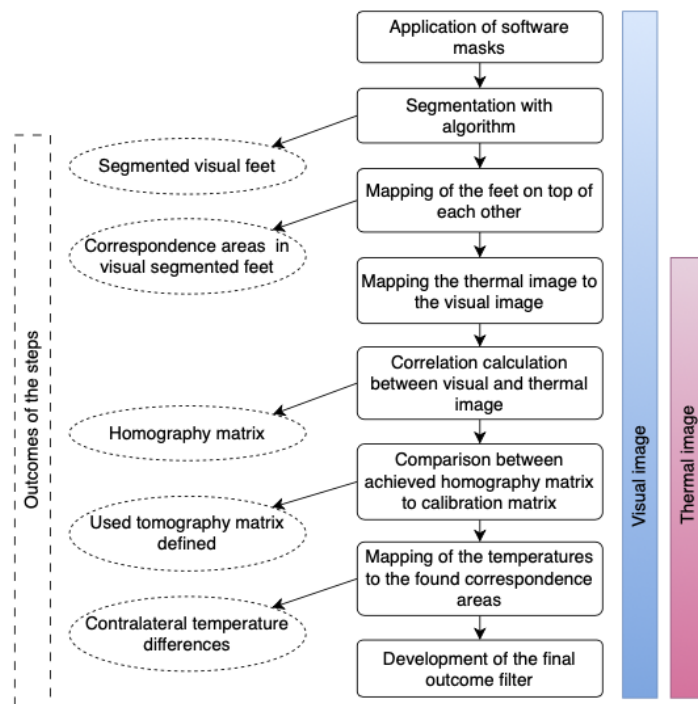 Application of software
masks
Segmentation with
algorithm
Segmented visual feet
Mapping of the feet on top of
each other
Correspondence areas in
visual segmented feet
Mapping the thermal image to
the visual image
Correlation calculation
between visual and thermal
image
Homography matrix
Comparison between
achieved homography matrix
to calibration matrix
Used tomography matrix
defined
Mapping of the temperatures
to the found correspondence
areas
Contralateral temperature
differences
Development of the final
outcome filter
Outcomes of the steps
Visual image
Thermal image